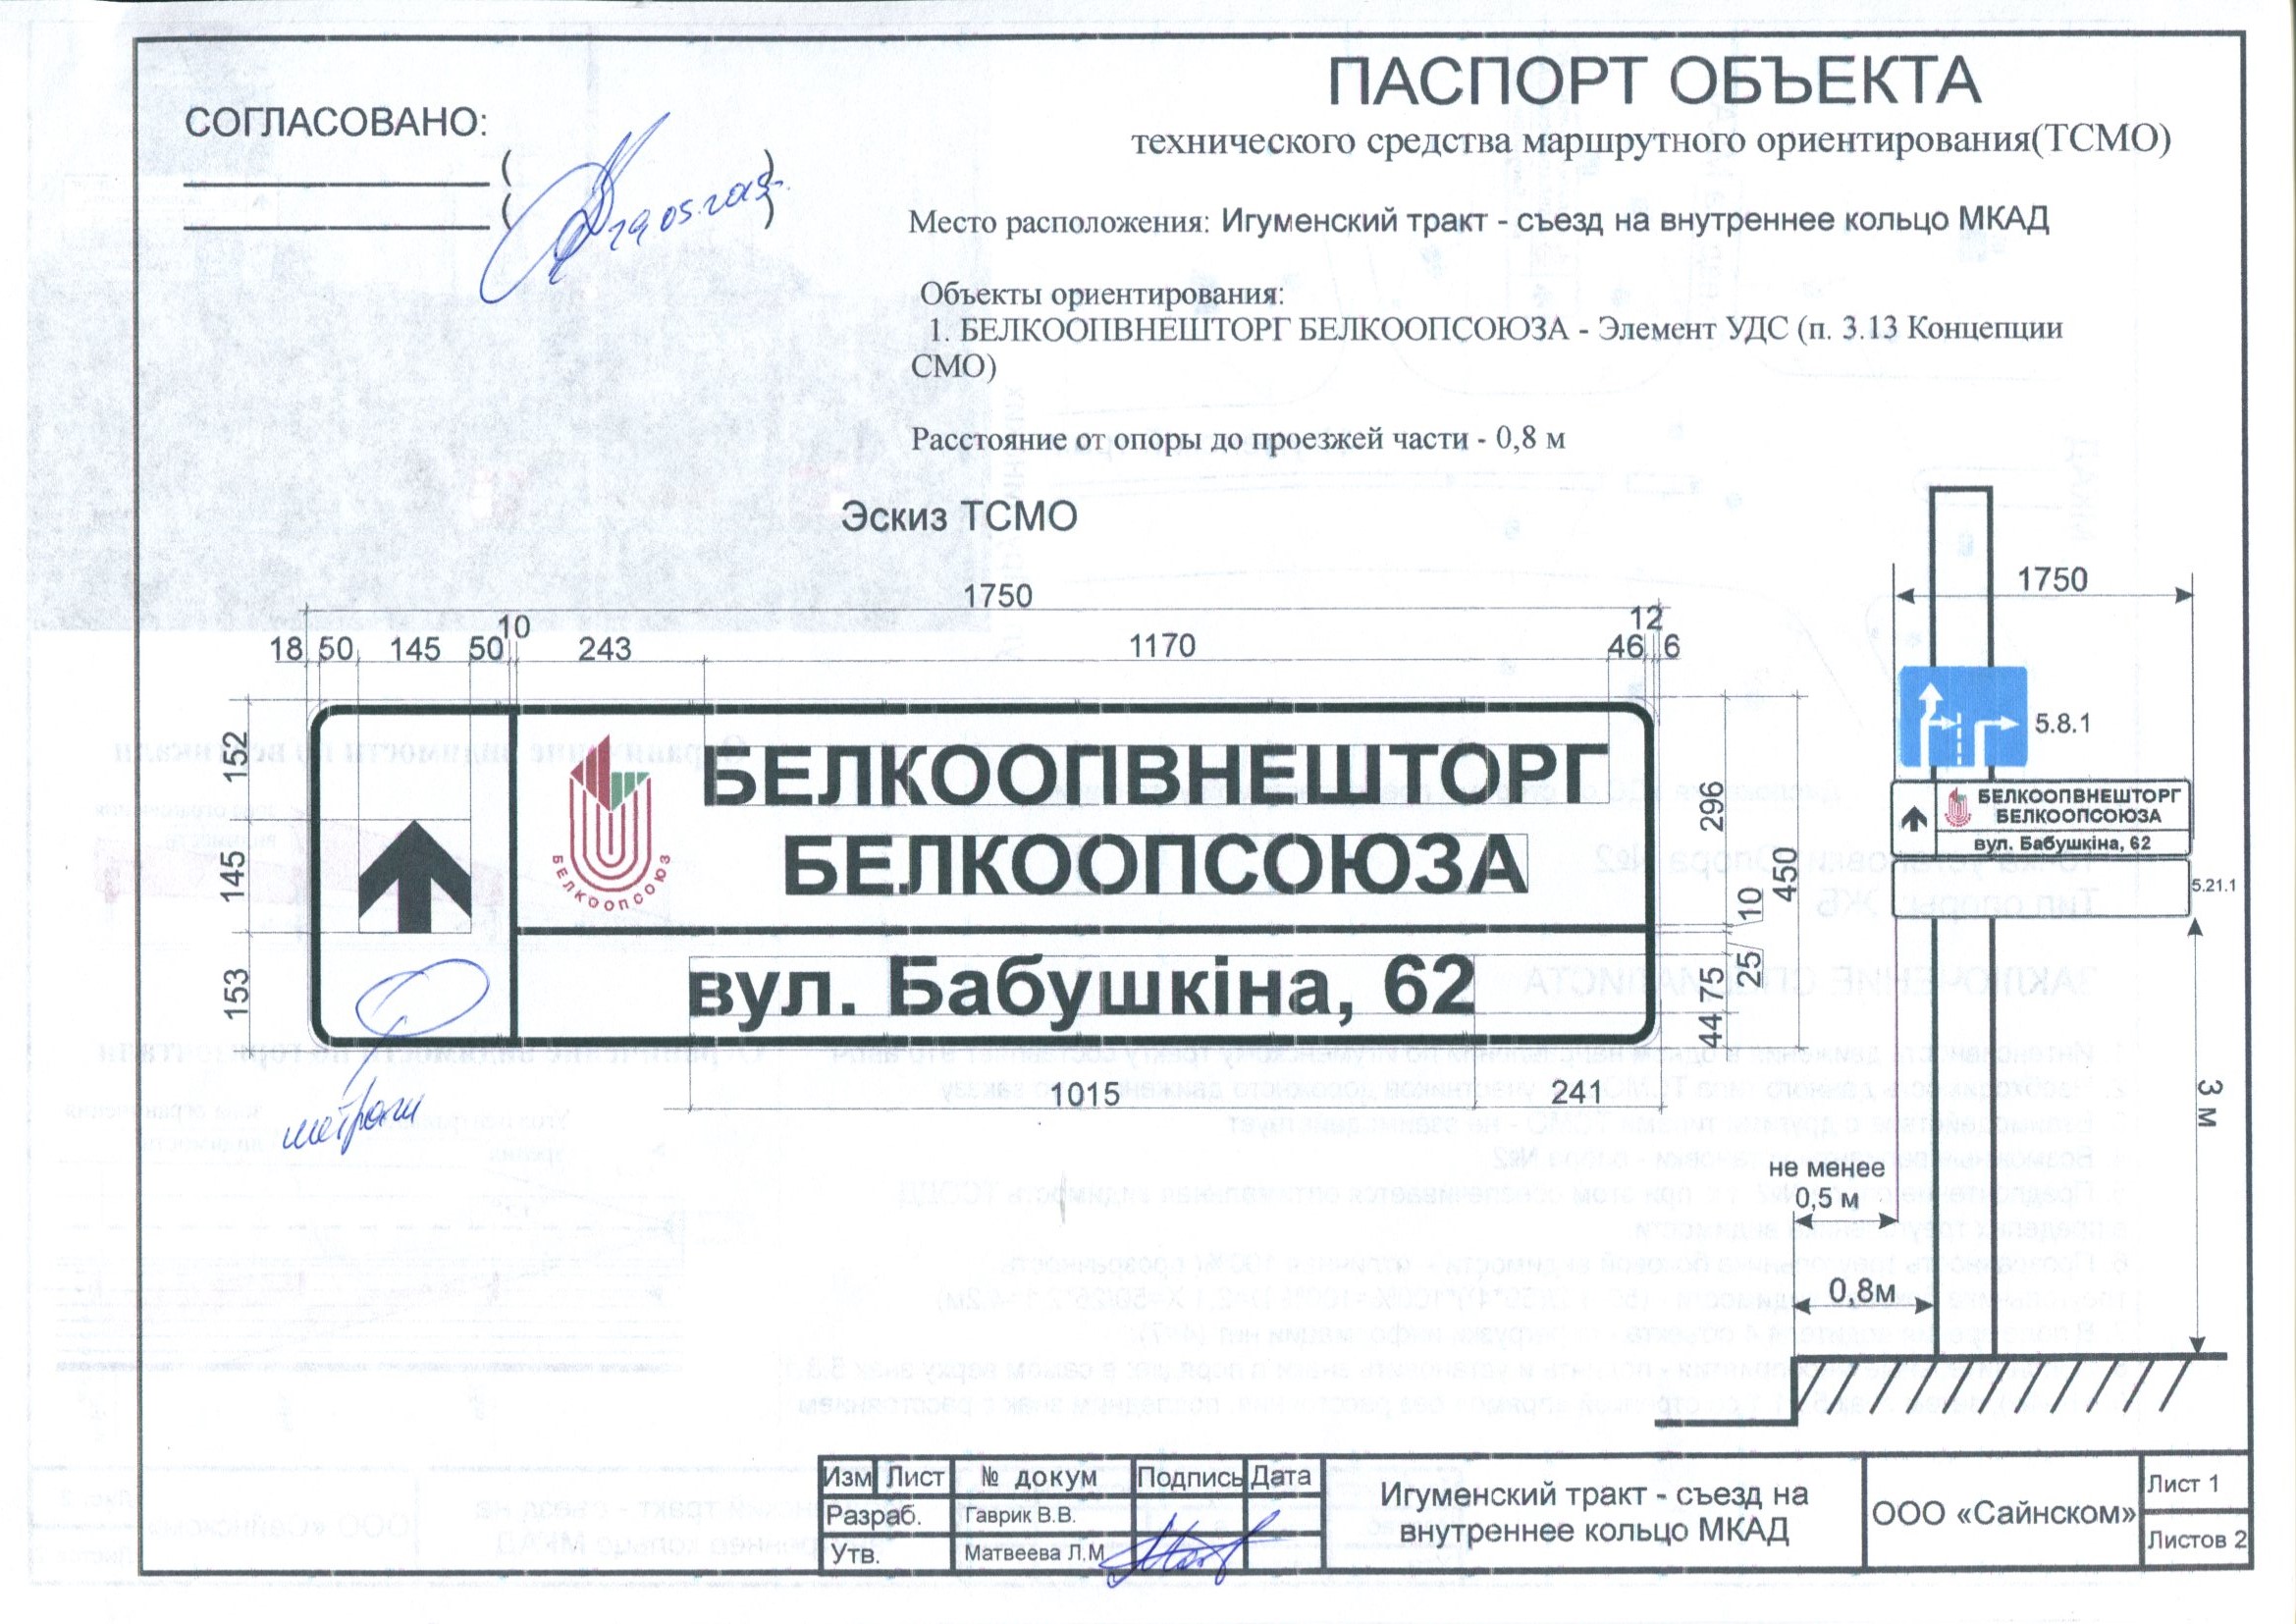 ПАСПОРТ ОБЪЕКТА
технического средства маршрутного ориентирования(ТСМО)
СОГЛАСОВАНО:
( )
( )
29.05.2013
Место расположения: Игуменский тракт - съезд на внутреннее кольцо МКАД
Объекты ориентирования:
1. БЕЛКООПВНЕШТОРГ БЕЛКООПСОЮЗА - Элемент УДС (п. 3.13 Концепции
СМО)
Расстояние от опоры до проезжей части - 0,8 м
Эскиз ТСМО
1750
18 50 145 50 10 243 1170 46 12 6
152
145
153
БЕЛКООПВНЕШТОРГ
БЕЛКООПСОЮЗА
БЕЛКООПСОЮЗ
вул. Бабушкіна, 62
296
10
450
25
75
44
1015 241
1750
5.8.1
БЕЛКООПВНЕШТОРГ
БЕЛКООПСОЮЗА
вул. Бабушкіна, 62
5.21.1
3 м
не менее
0,5 м
0,8м
Изм Лист № докум Подпись Дата
Разраб. Гаврик В.В.
Утв. Матвеева Л.М
Игуменский тракт - съезд на
внутреннее кольцо МКАД
ООО «Сайнском»
Лист 1
Листов 2